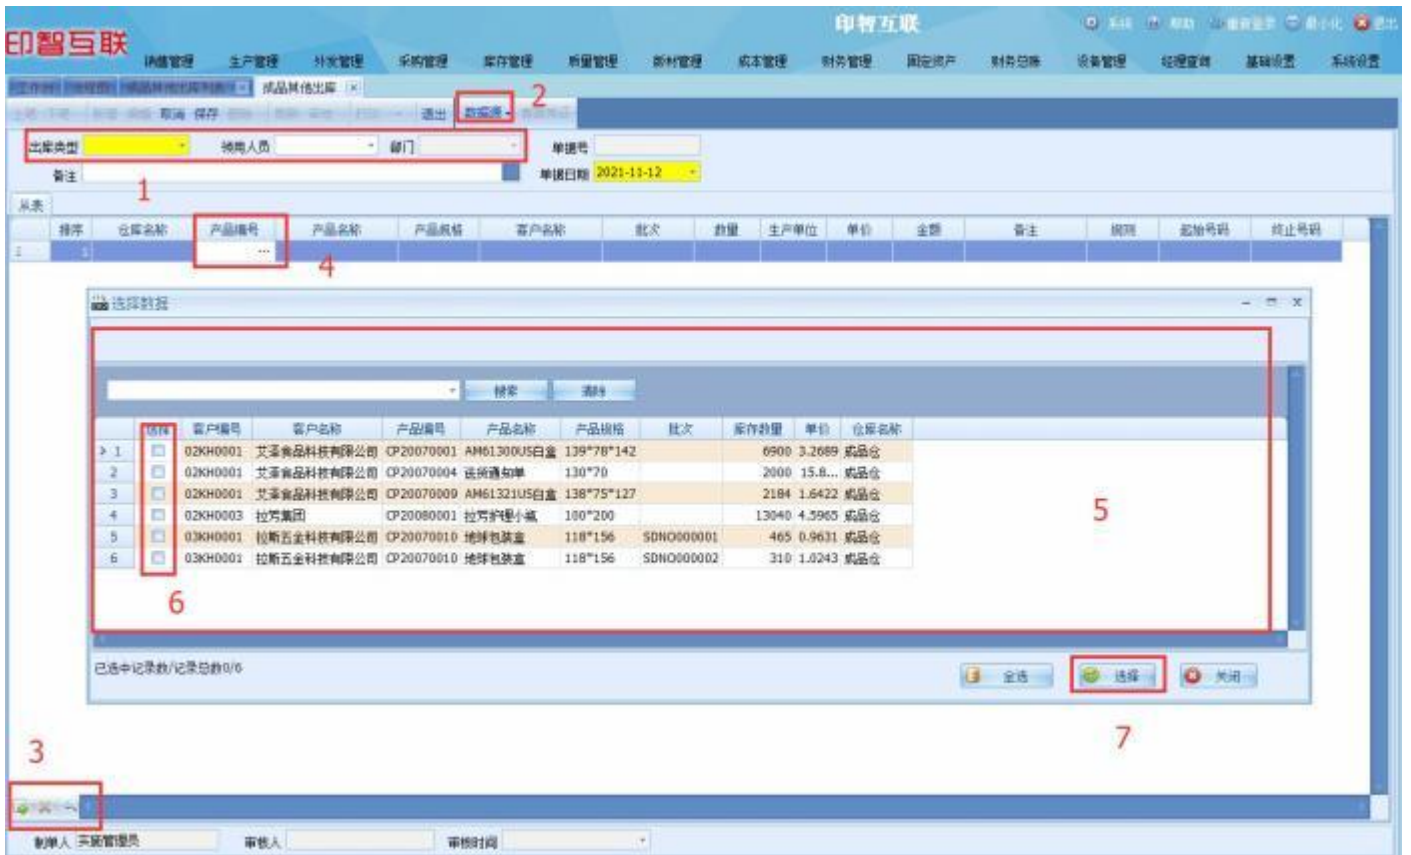 印智互联
印智互联 系统 帮助 重新登录 最小化 退出
销售管理 生产管理 外发管理 采购管理 库存管理 质量管理 新材管理 成本管理 财务管理 固定资产 财务总账 设备管理 经理查询 基础设置 系统设置
成品其他出库
取消 保存 退出 数据源 2
出库类型 领用人员 部门 单据号
备注 单据日期 2021-11-12
1
从表
排序 仓库名称 产品编号 产品名称 产品规格 客户名称 批次 数量 生产单位 单价 金额 备注 规则 起始号码 终止号码
1 1 ...
4
选择数据
搜索 清除
选择 客户编号 客户名称 产品编号 产品名称 产品规格 批次 库存数量 单价 仓库名称
1 02KH0001 艾圣食品科技有限公司 CP20070001 AM61300US白盒 139*78*142 6900 3.2689 成品仓
2 02KH0001 艾圣食品科技有限公司 CP20070004 送货通知单 130*70 2000 15.8... 成品仓
3 02KH0001 艾圣食品科技有限公司 CP20070009 AM61321US白盒 138*75*127 2184 1.6422 成品仓
4 02KH0003 拉芳集团 CP20080001 拉芳护理小瓶 100*200 13040 4.5965 成品仓
5 03KH0001 拉斯五金科技有限公司 CP20070010 地球包装盒 118*156 SDNO000001 465 0.9631 成品仓
6 03KH0001 拉斯五金科技有限公司 CP20070010 地球包装盒 118*156 SDNO000002 310 1.0243 成品仓
5
6
已选中记录数/记录总数0/6
全选 选择 关闭
7
3
制单人 实施管理员 审核人 审核时间